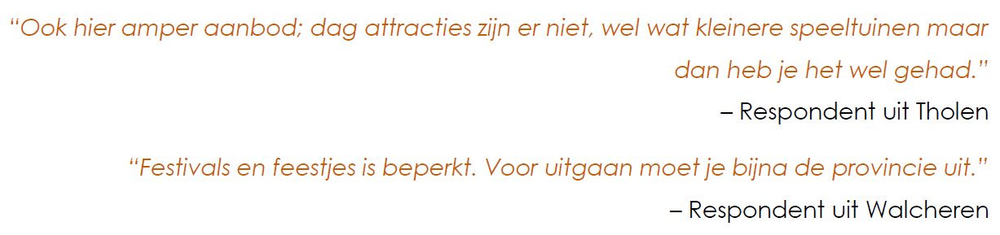 “Ook hier amper aanbod; dag attracties zijn er niet, wel wat kleinere speeltuinen maar
dan heb je het wel gehad.”
– Respondent uit Tholen
“Festivals en feestjes is beperkt. Voor uitgaan moet je bijna de provincie uit.”
– Respondent uit Walcheren